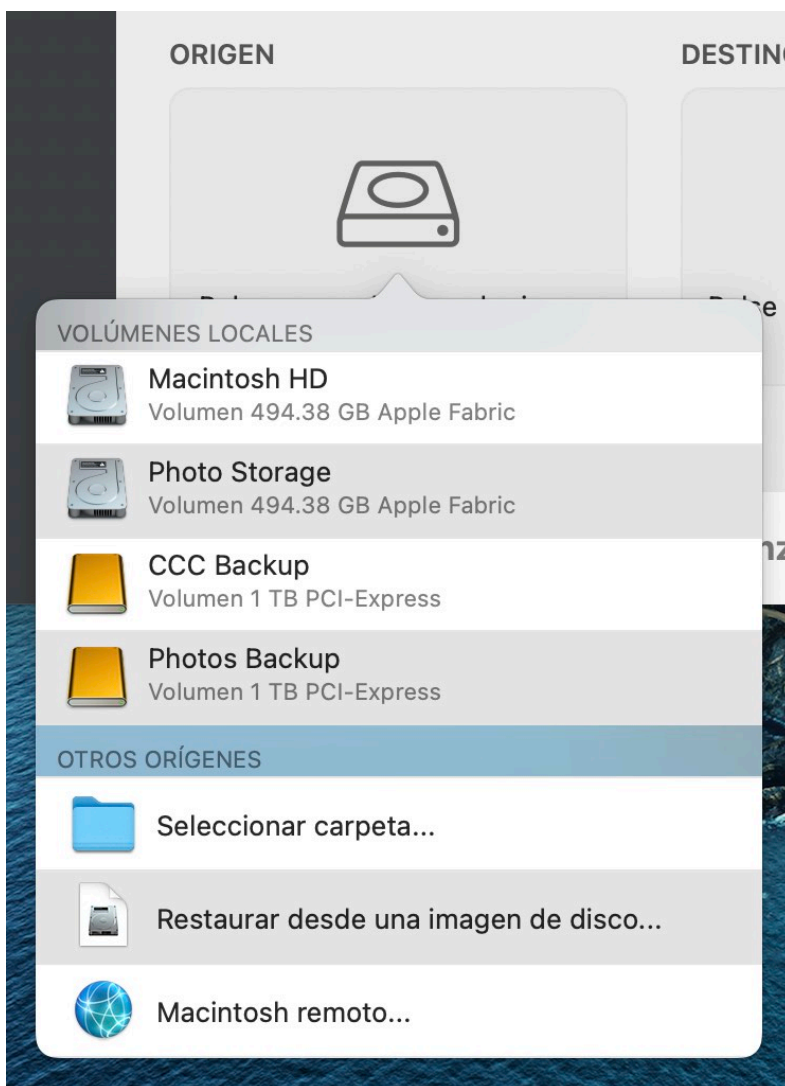 ORIGEN
DESTIN
VOLÚMENES LOCALES
Macintosh HD
Volumen 494.38 GB Apple Fabric
Photo Storage
Volumen 494.38 GB Apple Fabric
CCC Backup
Volumen 1 TB PCI-Express
Photos Backup
Volumen 1 TB PCI-Express
OTROS ORÍGENES
Seleccionar carpeta...
Restaurar desde una imagen de disco...
Macintosh remoto...